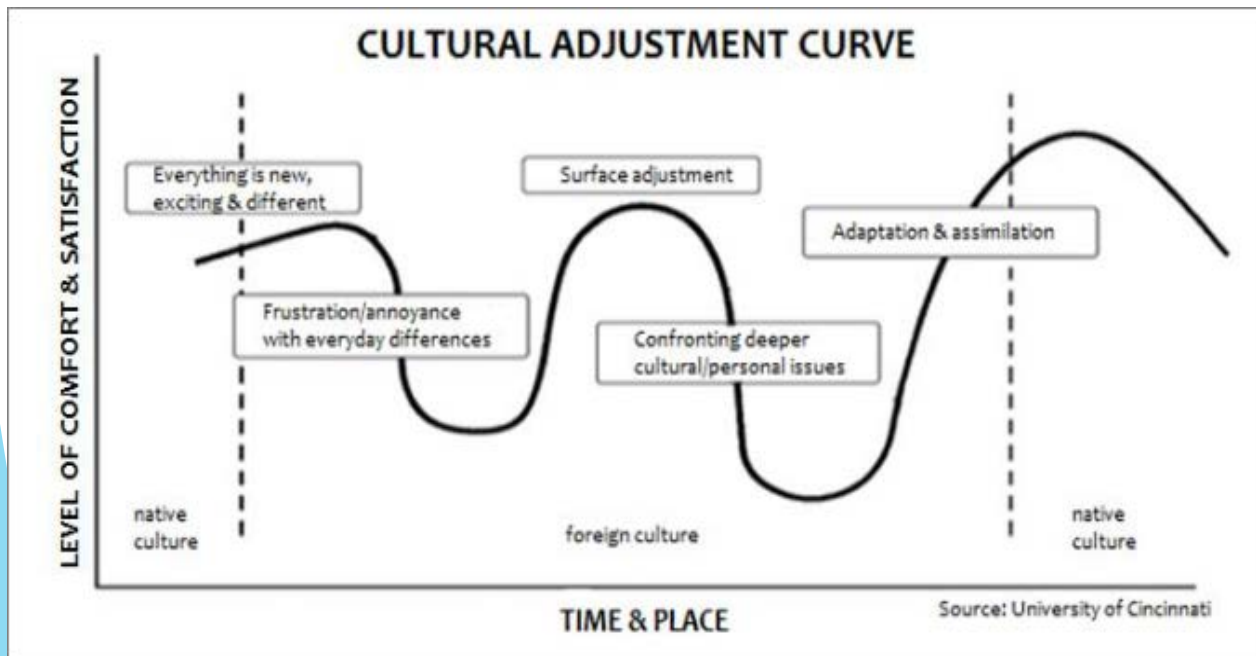 CULTURAL ADJUSTMENT CURVE
LEVEL OF COMFORT & SATISFACTION
Everything is new,
exciting & different
Surface adjustment
Adaptation & assimilation
Frustration/annoyance
with everyday differences
Confronting deeper
cultural/personal issues
native
culture
foreign culture
native
culture
TIME & PLACE
Source: University of Cincinnati